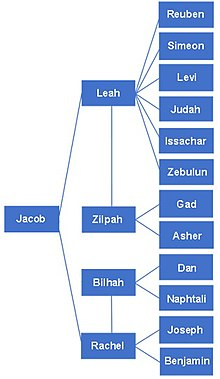 Reuben
Simeon
Levi
Leah
Judah
Issachar
Zebulun
Gad
Jacob
Zilpah
Asher
Dan
Bilhah
Naphtali
Joseph
Rachel
Benjamin